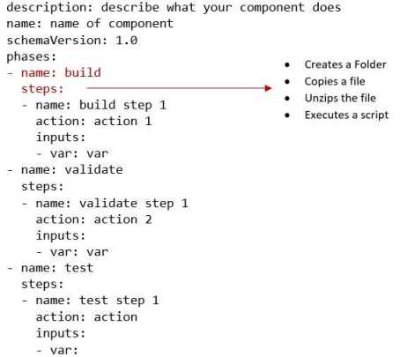 description: describe what your component does
name: name of component
schemaVersion: 1.0
phases:
- name: build
  steps:
  - name: build step 1
    action: action 1
    inputs:
    - var: var
- name: validate
  steps:
  - name: validate step 1
    action: action 2
    inputs:
    - var: var
- name: test
  steps:
  - name: test step 1
    action: action
    inputs:
    - var:
• Creates a Folder
• Copies a file
• Unzips the file
• Executes a script